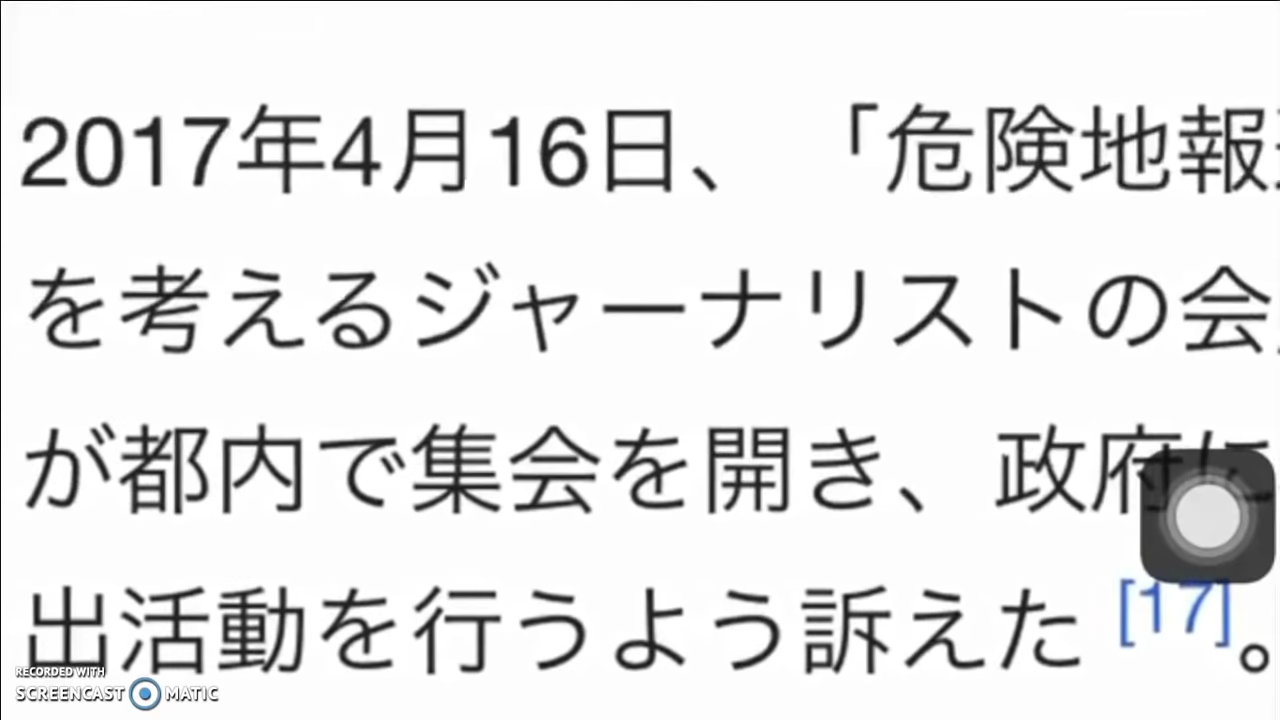 2017年4月16日、「危険地報
を考えるジャーナリストの会
が都内で集会を開き、政府に
出活動を行うよう訴えた[17]。
RECORDED WITH
SCREENCAST MATIC